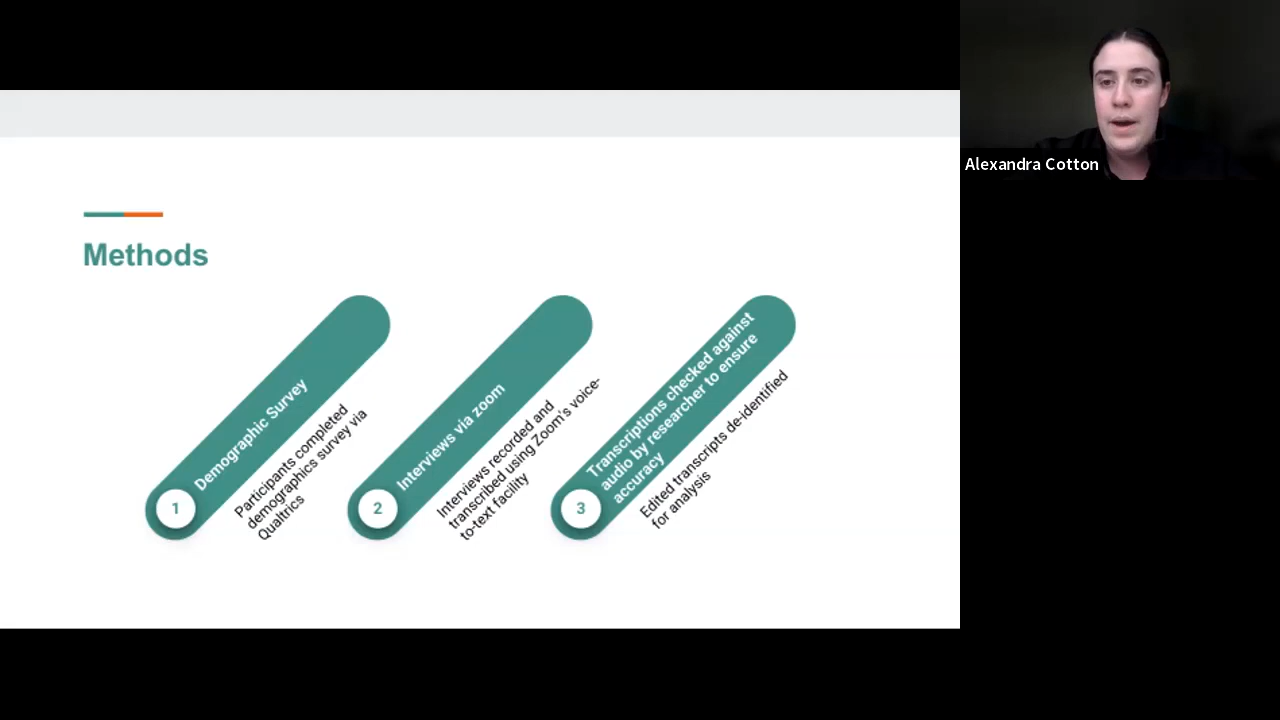 Alexandra Cotton
Methods
1
Demographic Survey
Participants completed
demographics survey via
Qualtrics
2
Interviews via zoom
Interviews recorded and
transcribed using Zoom's voice-
to-text facility
3
Transcriptions checked against
audio by researcher to ensure
accuracy
Edited transcripts de-identified
for analysis